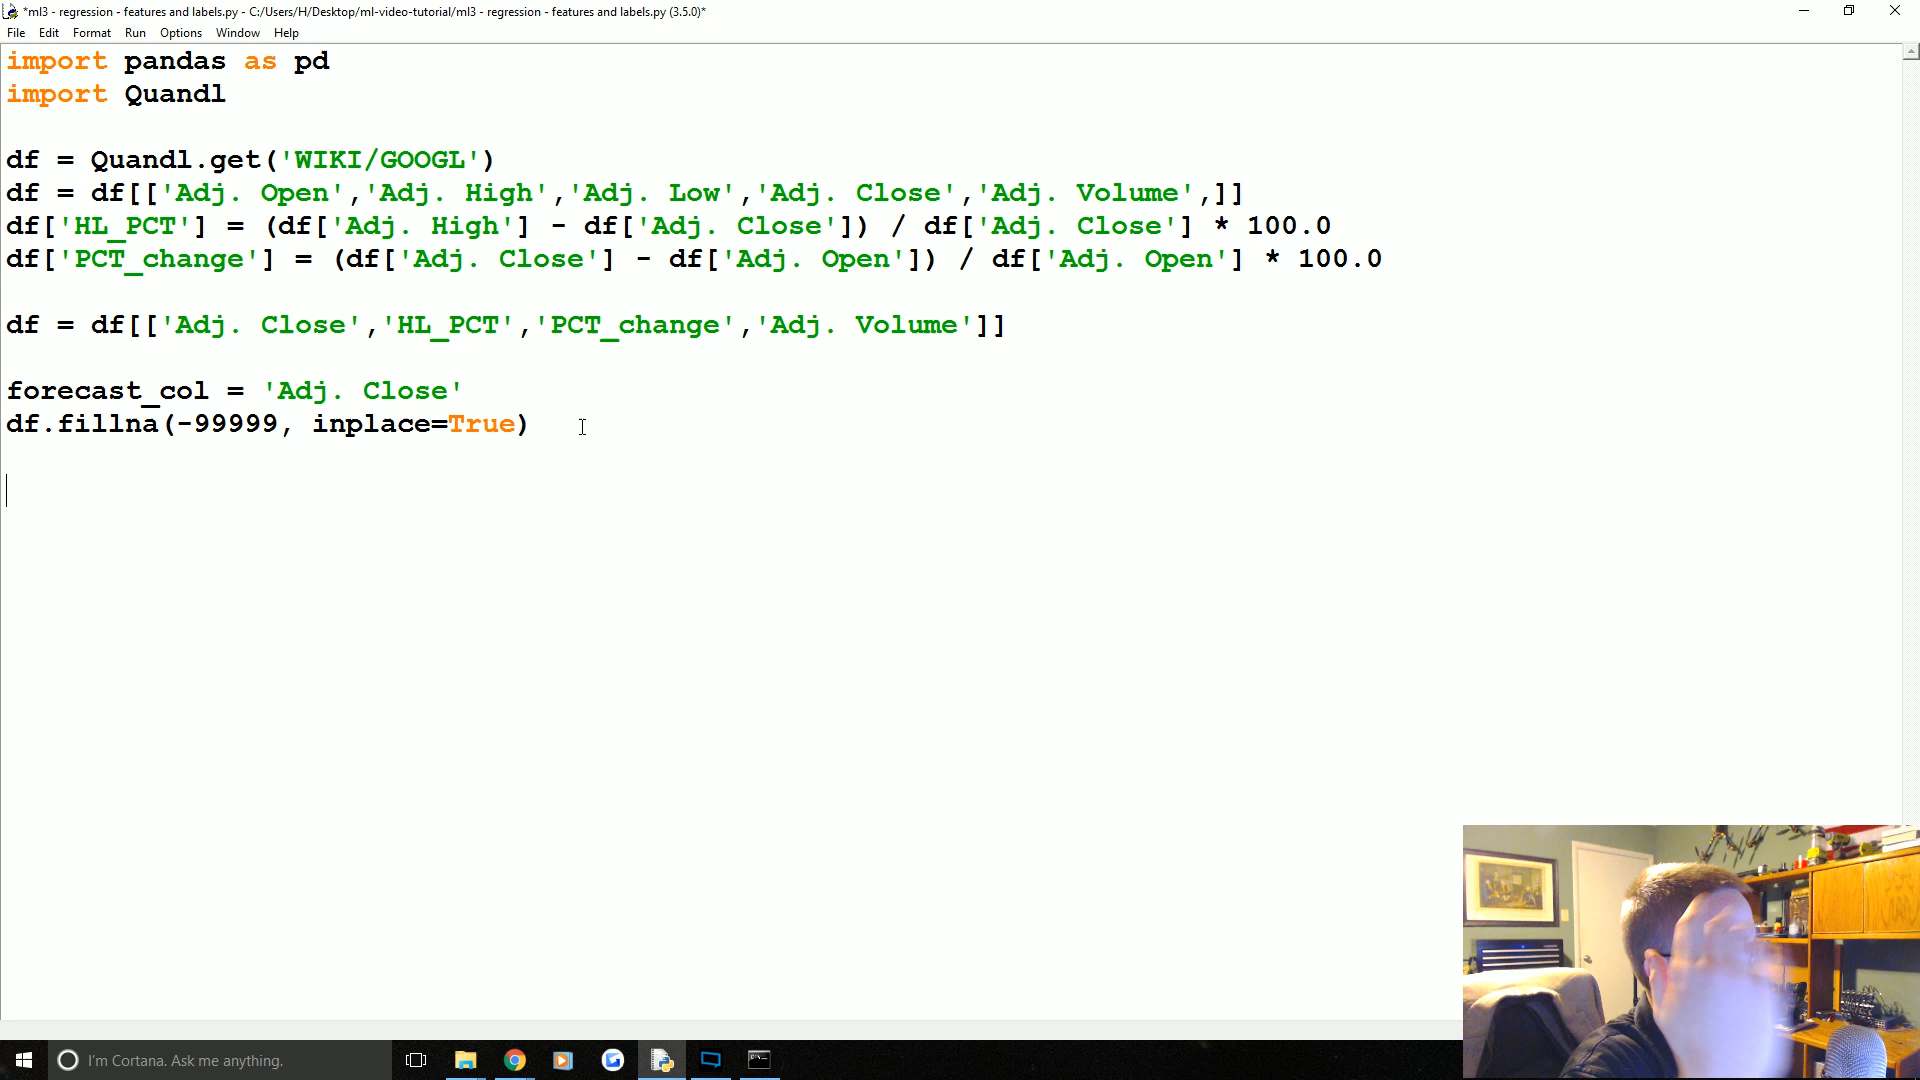 *ml3 - regression - features and labels.py - C:/Users/H/Desktop/ml-video-tutorial/ml3 - regression - features and labels.py (3.5.0)*
File Edit Format Run Options Window Help
import pandas as pd
import Quandl
df = Quandl.get('WIKI/GOOGL')
df = df[['Adj. Open','Adj. High','Adj. Low','Adj. Close','Adj. Volume',]]
df['HL_PCT'] = (df['Adj. High'] - df['Adj. Close']) / df['Adj. Close'] * 100.0
df['PCT_change'] = (df['Adj. Close'] - df['Adj. Open']) / df['Adj. Open'] * 100.0
df = df[['Adj. Close','HL_PCT','PCT_change','Adj. Volume']]
forecast_col = 'Adj. Close'
df.fillna(-99999, inplace=True)
I'm Cortana. Ask me anything.